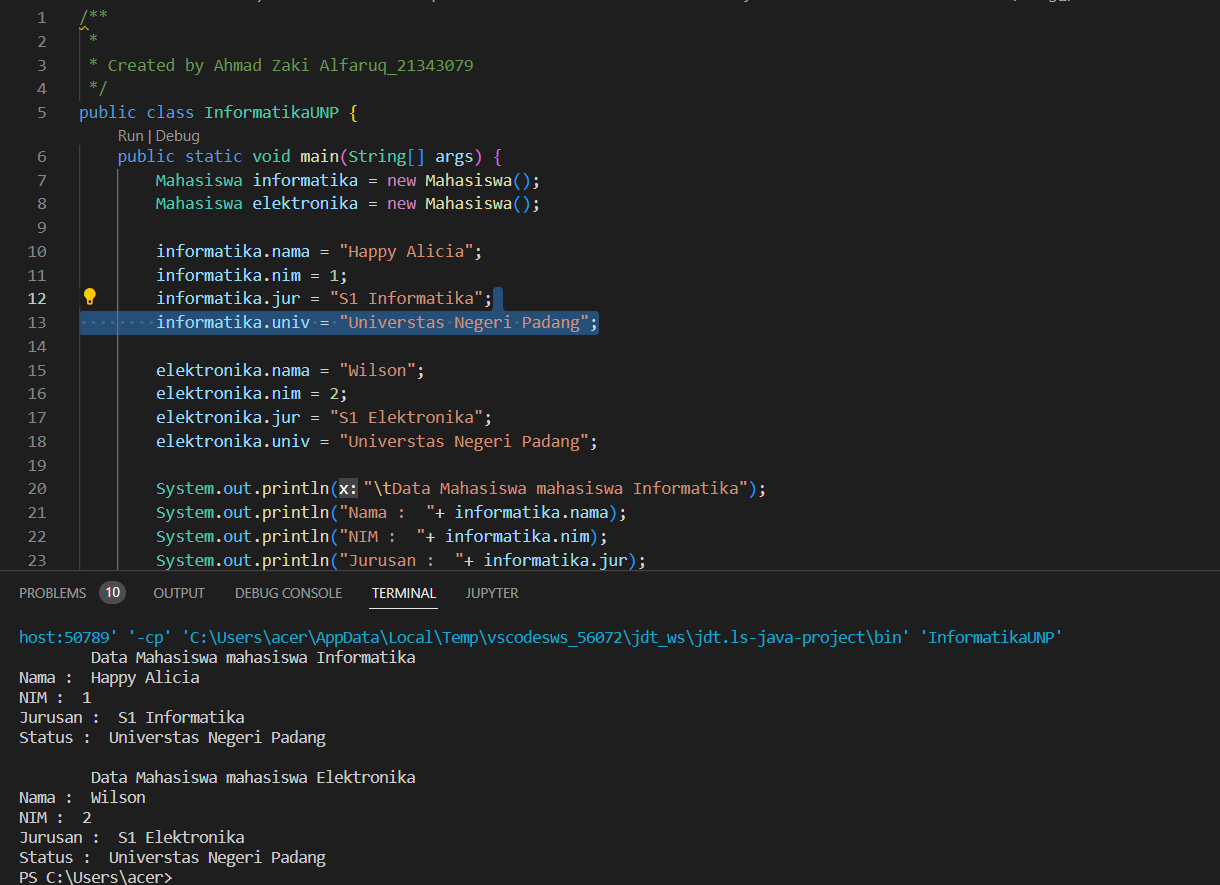 1 /**
2 *
3 * Created by Ahmad Zaki Alfaruq_21343079
4 */
5 public class InformatikaUNP {
Run | Debug
6 public static void main(String[] args) {
7 Mahasiswa informatika = new Mahasiswa();
8 Mahasiswa elektronika = new Mahasiswa();
9
10 informatika.nama = "Happy Alicia";
11 informatika.nim = 1;
12 informatika.jur = "S1 Informatika";
13 informatika.univ = "Universtas Negeri Padang";
14
15 elektronika.nama = "Wilson";
16 elektronika.nim = 2;
17 elektronika.jur = "S1 Elektronika";
18 elektronika.univ = "Universtas Negeri Padang";
19
20 System.out.println(x: "\tData Mahasiswa mahasiswa Informatika");
21 System.out.println("Nama :  "+ informatika.nama);
22 System.out.println("NIM :  "+ informatika.nim);
23 System.out.println("Jurusan :  "+ informatika.jur);
PROBLEMS 10 OUTPUT DEBUG CONSOLE TERMINAL JUPYTER
host:50789' '-cp' 'C:\Users\acer\AppData\Local\Temp\vscodesws_56072\jdt_ws\jdt.ls-java-project\bin' 'InformatikaUNP'
Data Mahasiswa mahasiswa Informatika
Nama :  Happy Alicia
NIM :  1
Jurusan :  S1 Informatika
Status :  Universtas Negeri Padang
Data Mahasiswa mahasiswa Elektronika
Nama :  Wilson
NIM :  2
Jurusan :  S1 Elektronika
Status :  Universtas Negeri Padang
PS C:\Users\acer>